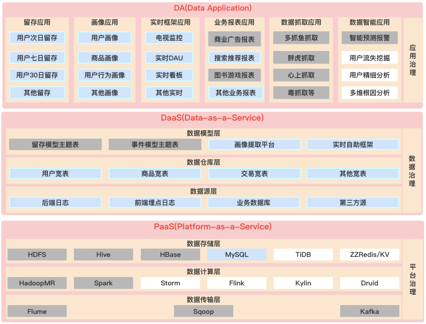 DA(Data Application)
留存应用
用户次日留存
用户七日留存
用户30日留存
其他留存
画像应用
用户画像
商品画像
用户行为画像
其他画像
实时框架应用
电视监控
实时DAU
实时看板
其他实时
业务报表应用
商业广告报表
搜索推荐报表
图书游戏报表
其他业务报表
数据抓取应用
多抓鱼抓取
胖虎抓取
心上抓取
毒抓取等
数据智能应用
智能预测报警
用户流失挖掘
用户精细分析
多维根因分析
应用治理
DaaS(Data-as-a-Service)
数据模型层
留存模型主题表
事件模型主题表
画像提取平台
实时自助框架
数据仓库层
用户宽表
商品宽表
交易宽表
其他宽表
数据源层
后端日志
前端埋点日志
业务数据库
第三方源
数据治理
PaaS(Platform-as-a-Service)
数据存储层
HDFS
Hive
HBase
MySQL
TiDB
ZZRedis/KV
数据计算层
HadoopMR
Spark
Storm
Flink
Kylin
Druid
数据传输层
Flume
Sqoop
Kafka
平台治理